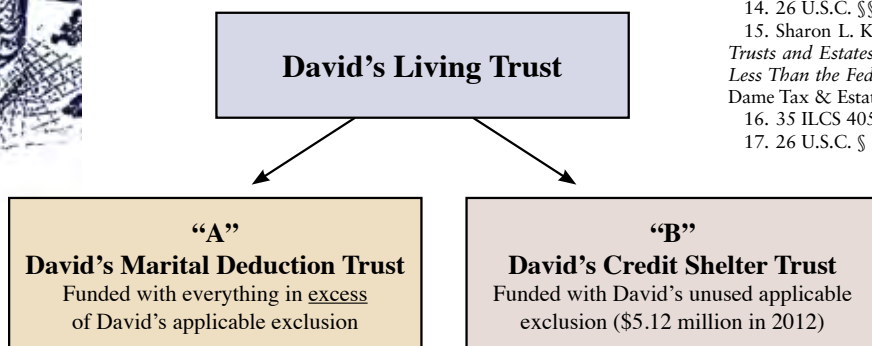 14. 26 U.S.C. §§
15. Sharon L. K
Trusts and Estates
Less Than the Fed
Dame Tax & Estat
16. 35 ILCS 405
17. 26 U.S.C. §
David's Living Trust
“A”
David's Marital Deduction Trust
Funded with everything in excess
of David's applicable exclusion
“B”
David's Credit Shelter Trust
Funded with David's unused applicable
exclusion ($5.12 million in 2012)